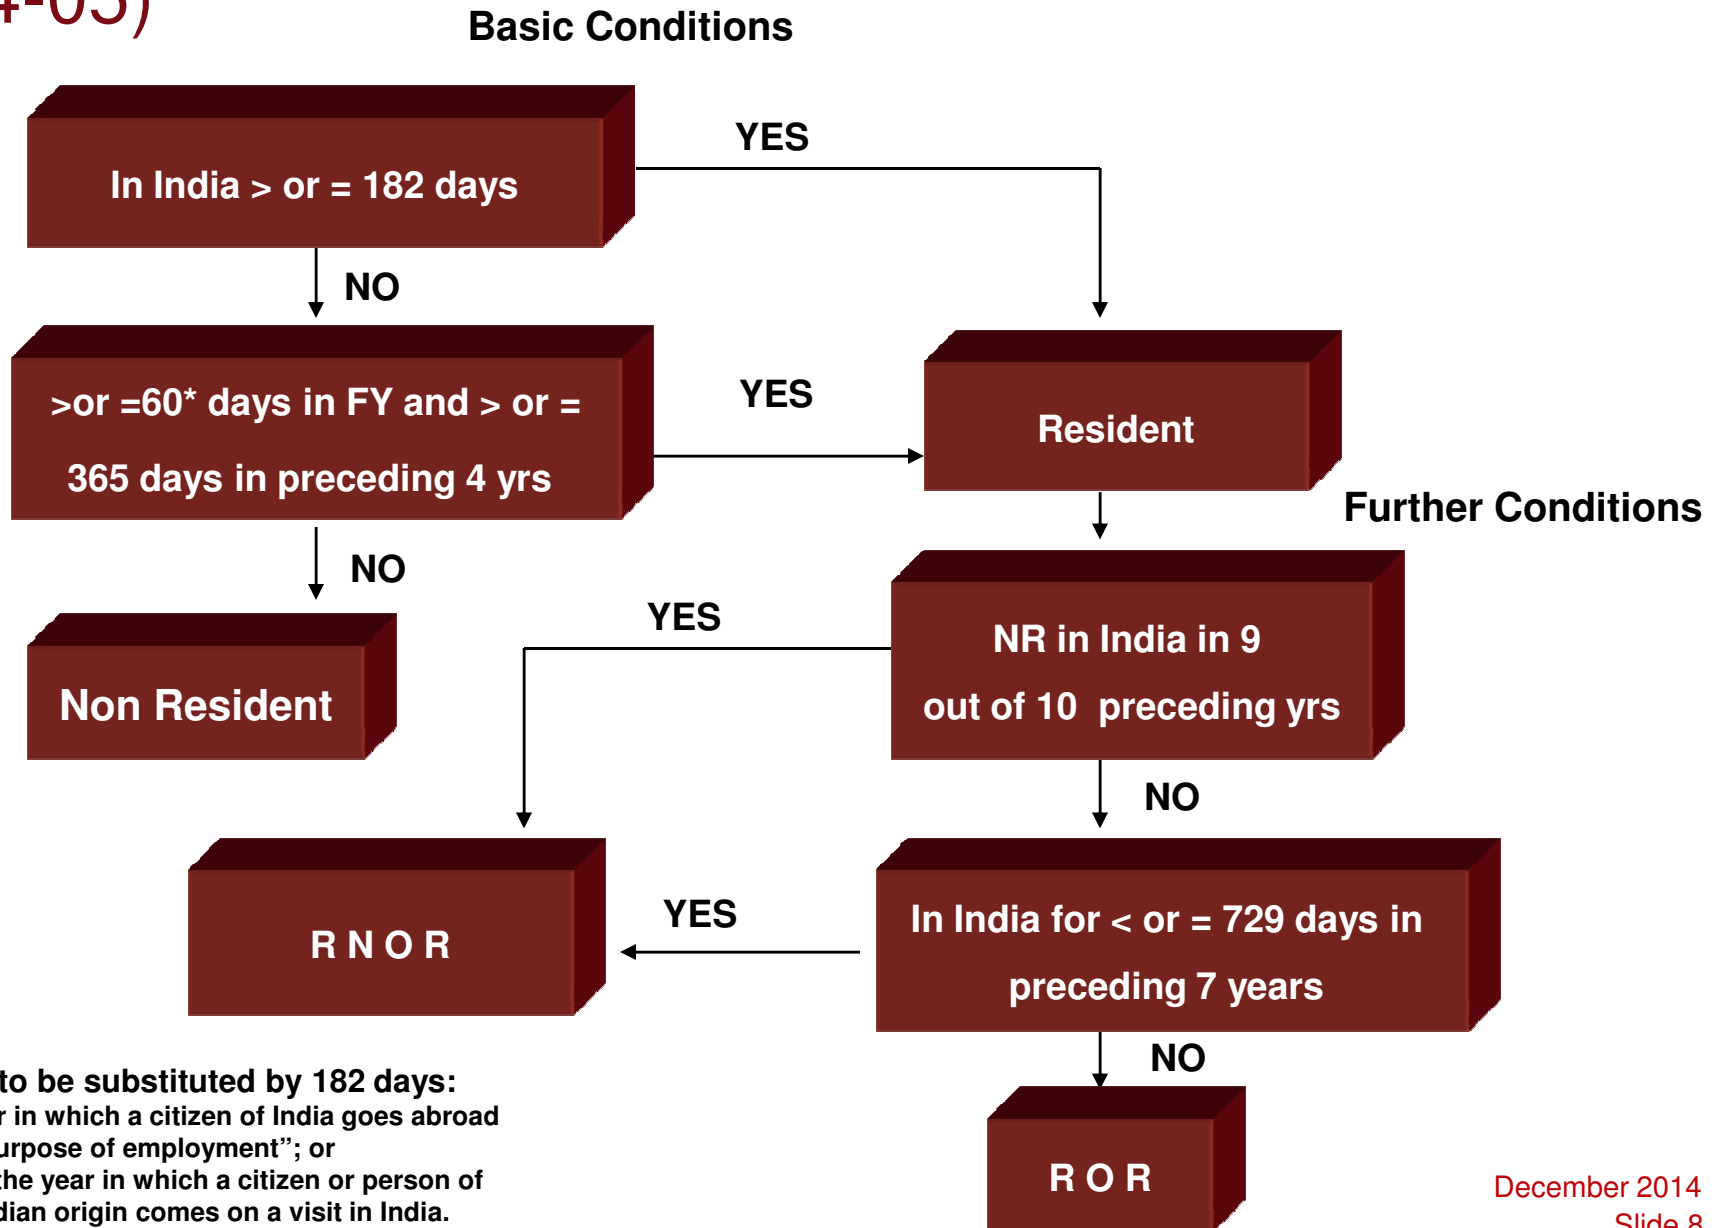 4-05)
Basic Conditions
In India > or = 182 days
YES
NO
>or =60* days in FY and > or =
365 days in preceding 4 yrs
YES
Resident
Further Conditions
NO
Non Resident
YES
NR in India in 9
out of 10 preceding yrs
NO
R N O R
YES
In India for < or = 729 days in
preceding 7 years
NO
R O R
to be substituted by 182 days:
r in which a citizen of India goes abroad
urpose of employment”; or
the year in which a citizen or person of
dian origin comes on a visit in India.
December 2014
Slide 8